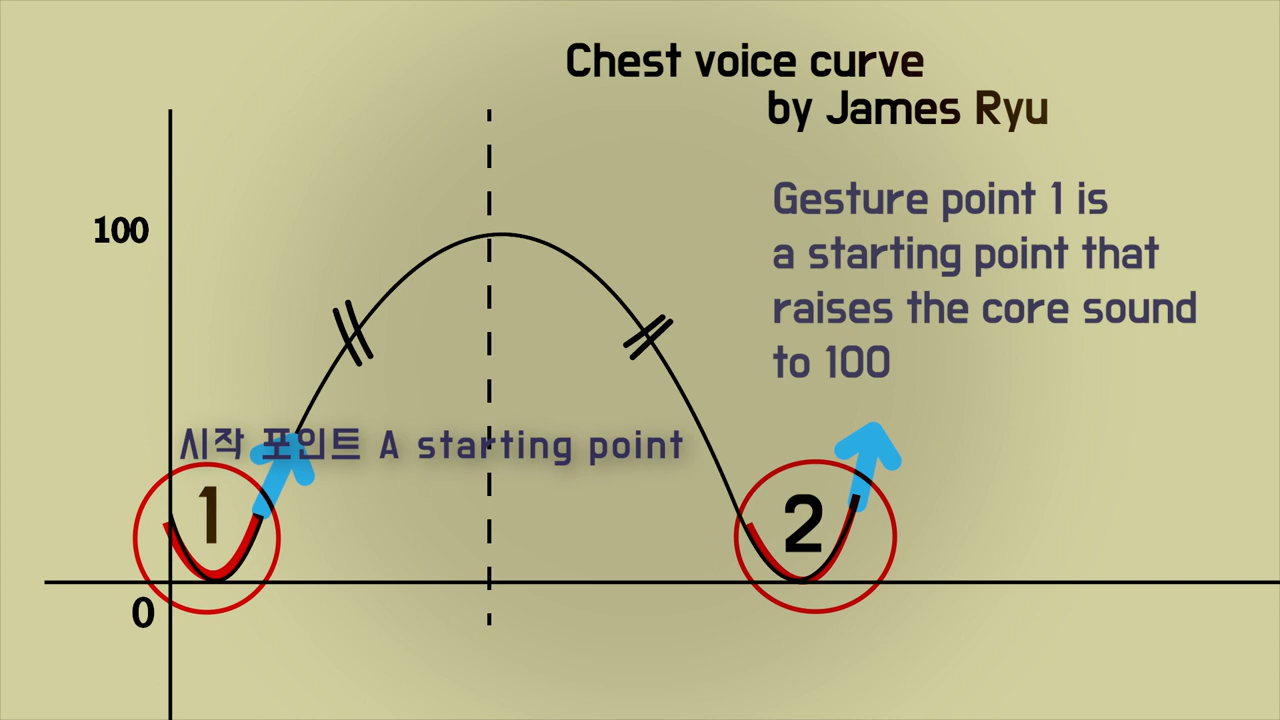 Chest voice curve
by James Ryu
100
Gesture point 1 is
a starting point that
raises the core sound
to 100
시작 포인트 A starting point
1
2
0